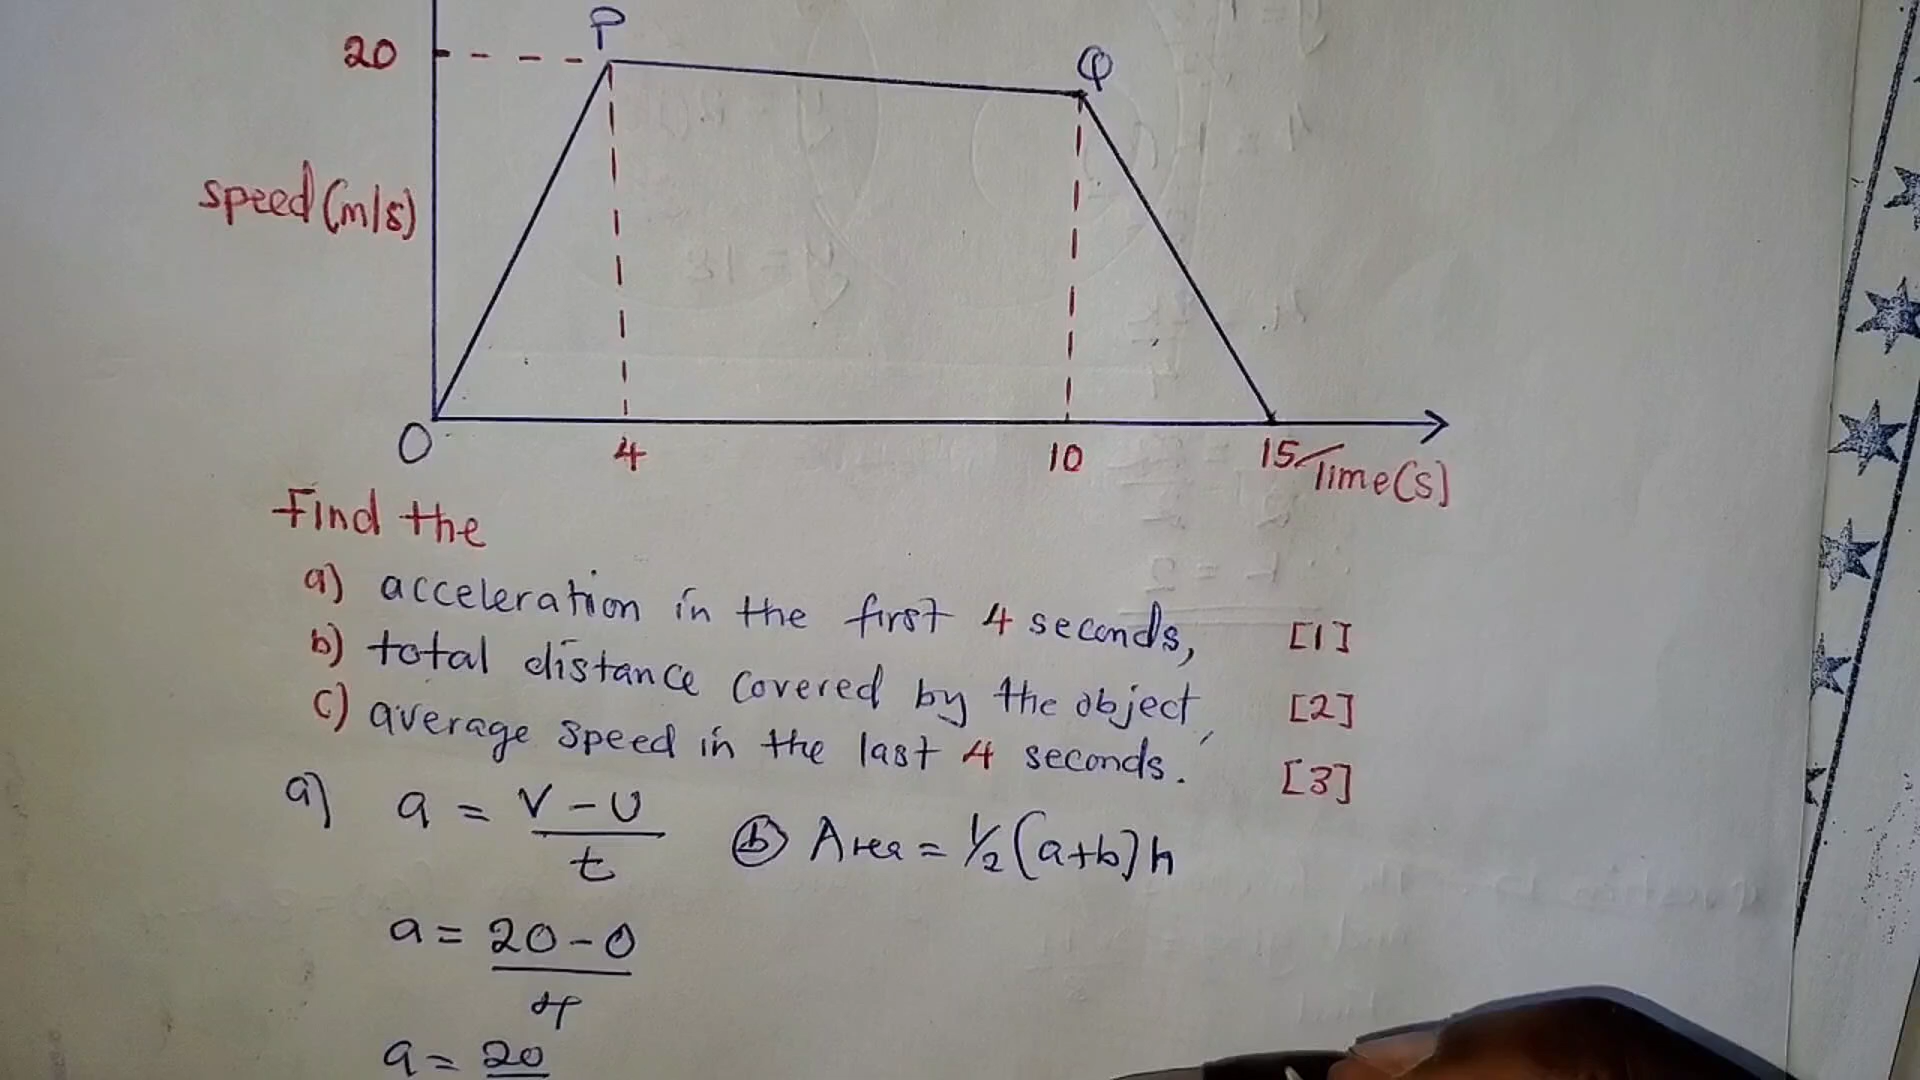 P
Q
20
speed (m/s)
O
4
10
15
Time(s)
Find the
a) acceleration in the first 4 seconds, [1]
b) total distance covered by the object, [2]
c) average speed in the last 4 seconds. [3]
a) a = V - U / t
b Area = 1/2 (a+b) h
a = 20 - 0 / 4
a = 20